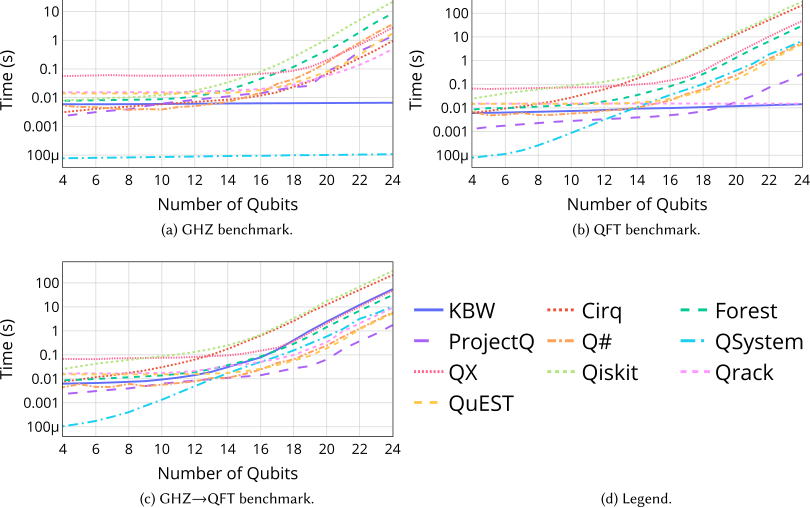 Time (s)
10
1
0.1
0.01
0.001
100μ
4 6 8 10 12 14 16 18 20 22 24
Number of Qubits
(a) GHZ benchmark.
Time (s)
100
10
1
0.1
0.01
0.001
100μ
4 6 8 10 12 14 16 18 20 22 24
Number of Qubits
(b) QFT benchmark.
Time (s)
100
10
1
0.1
0.01
0.001
100μ
4 6 8 10 12 14 16 18 20 22 24
Number of Qubits
(c) GHZ→QFT benchmark.
KBW Cirq Forest
ProjectQ Q# QSystem
QX Qiskit Qrack
QuEST
(d) Legend.